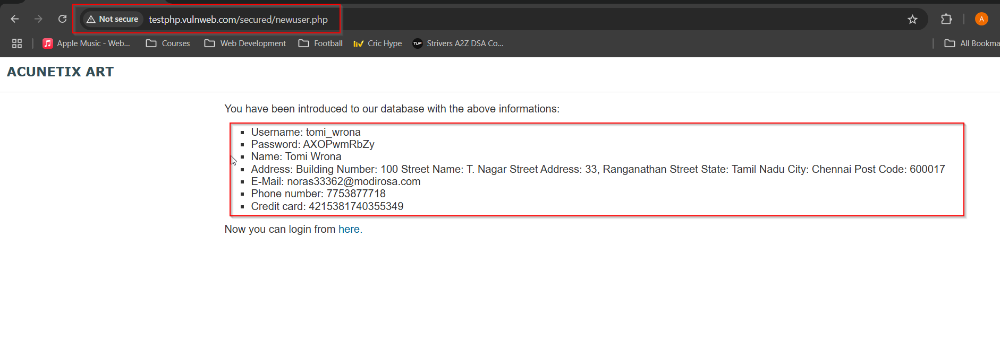 Not secure testphp.vulnweb.com/secured/newuser.php A
Apple Music - Web... Courses Web Development Football liv Cric Hype TUF Strivers A2Z DSA Co... All Bookma
ACUNETIX ART
You have been introduced to our database with the above informations:
Username: tomi_wrona
Password: AXOPwmRbZy
Name: Tomi Wrona
Address: Building Number: 100 Street Name: T. Nagar Street Address: 33, Ranganathan Street State: Tamil Nadu City: Chennai Post Code: 600017
E-Mail: noras33362@modirosa.com
Phone number: 7753877718
Credit card: 4215381740355349
Now you can login from here.